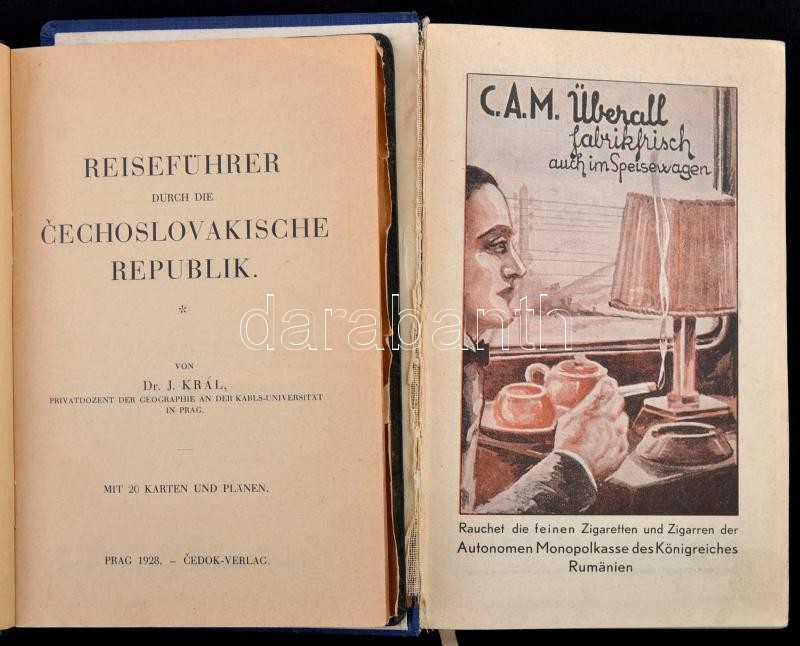 REISEFÜHRER
DURCH DIE
ČECHOSLOVAKISCHE
REPUBLIK.
*
VON
Dr. J. KRÁL,
PRIVATDOZENT DER GEOGRAPHIE AN DER KARLS-UNIVERSITÄT
IN PRAG.
MIT 20 KARTEN UND PLÄNEN.
PRAG 1928. – ČEDOK-VERLAG.
C.A.M. Überall
fabrikfrisch
auch im Speisewagen
Rauchet die feinen Zigaretten und Zigarren der
Autonomen Monopolkasse des Königreiches
Rumänien
darabanth